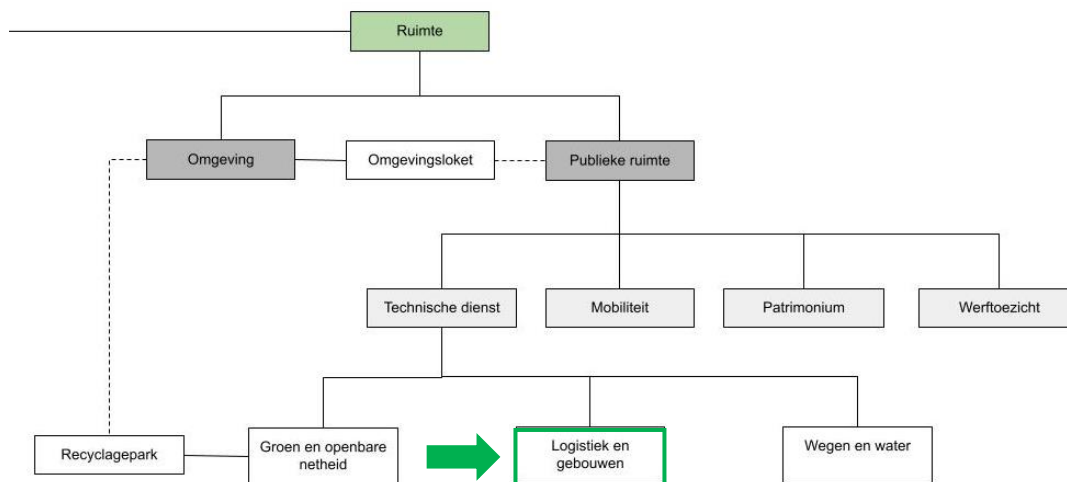 Ruimte
Omgeving
Omgevingsloket
Publieke ruimte
Technische dienst
Mobiliteit
Patrimonium
Werftoezicht
Recyclagepark
Groen en openbare
netheid
Logistiek en
gebouwen
Wegen en water